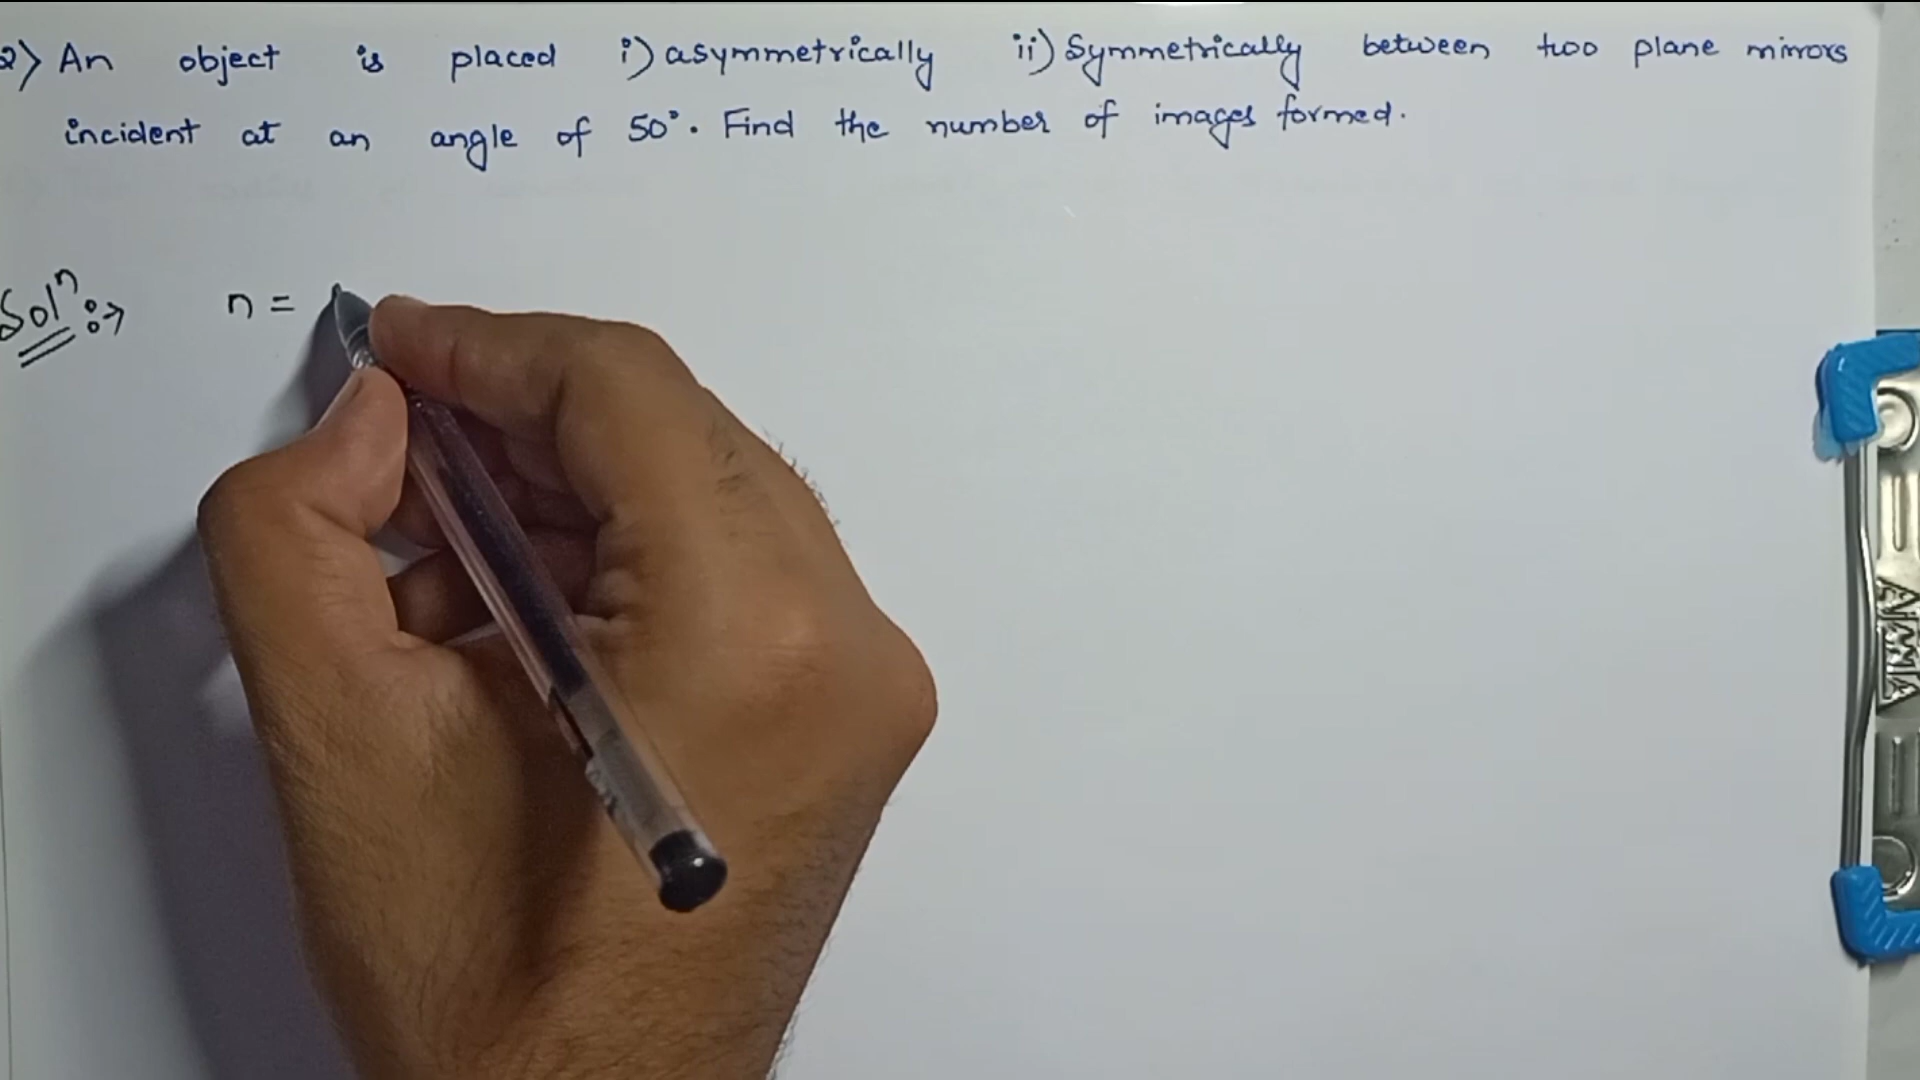 2) An object is placed i) asymmetrically ii) Symmetrically between two plane mirrors
incident at an angle of 50°. Find the number of images formed.
Solⁿ :→ n =
AJWA